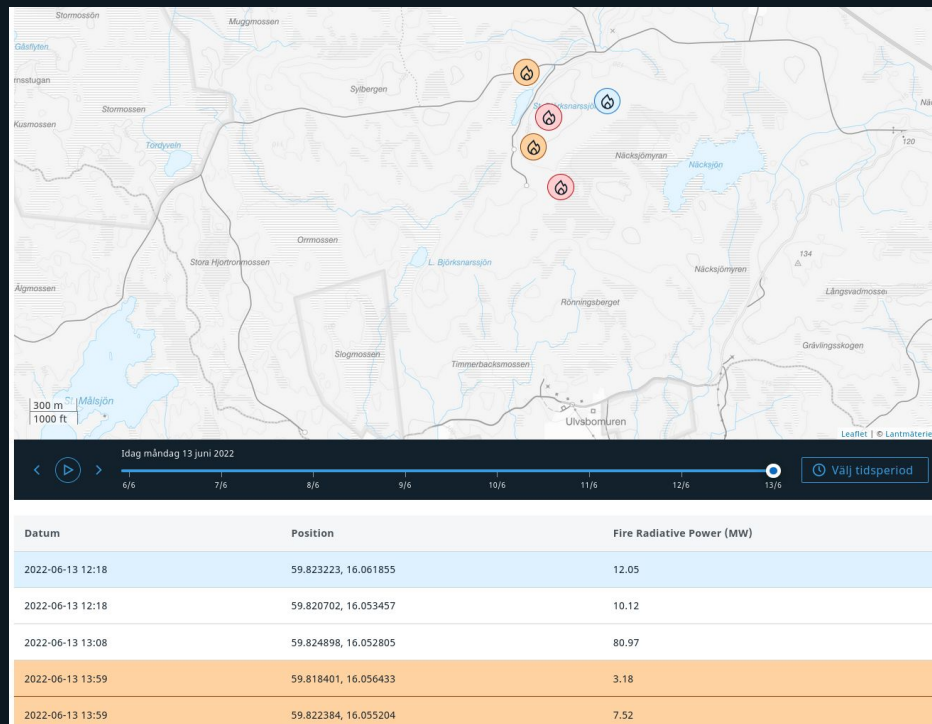 Stormossön
Muggmossen
Gåsflyten
Sylbergen
Stormossen
Kusmossen
Tordyvein
Näcksjömyran
Näcksjön
120
Orrmossen
Stora Hjortronmossen
L. Björksnarssjön
134
Näcksjömyren
Älgmossen
Långsvadmossen
Rönningsberget
Grävlingsskogen
Slogmossen
Timmerbacksmossen
St. Målsjön
300 m
1000 ft
Ulvsbomuren
Leaflet | © Lantmäterie
Idag måndag 13 juni 2022
Välj tidsperiod
6/6 7/6 8/6 9/6 10/6 11/6 12/6 13/6
Datum Position Fire Radiative Power (MW)
2022-06-13 12:18 59.823223, 16.061855 12.05
2022-06-13 12:18 59.820702, 16.053457 10.12
2022-06-13 13:08 59.824898, 16.052805 80.97
2022-06-13 13:59 59.818401, 16.056433 3.18
2022-06-13 13:59 59.822384, 16.055204 7.52